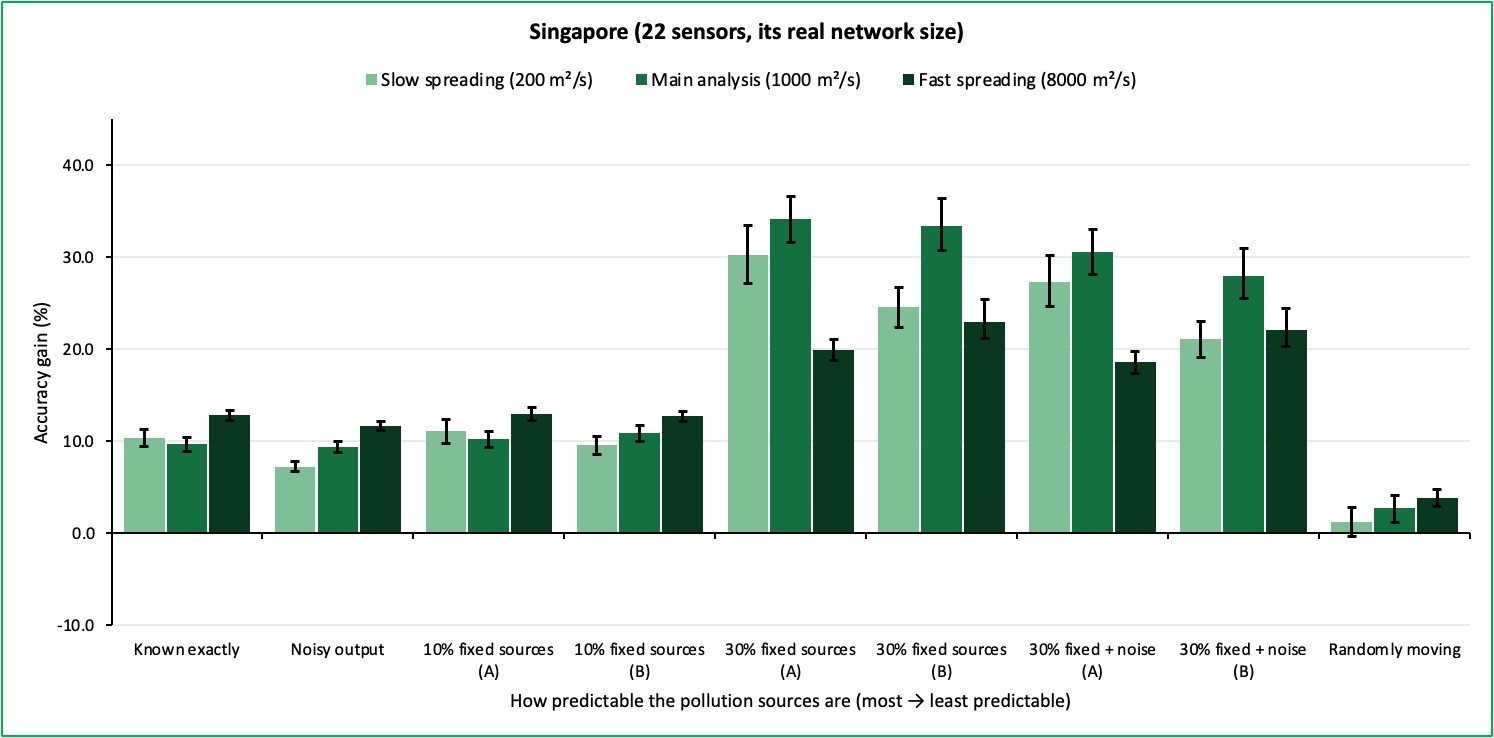 Singapore (22 sensors, its real network size)
Slow spreading (200 m²/s) Main analysis (1000 m²/s) Fast spreading (8000 m²/s)
Accuracy gain (%)
40.0
30.0
20.0
10.0
0.0
-10.0
Known exactly
Noisy output
10% fixed sources
(A)
10% fixed sources
(B)
30% fixed sources
(A)
30% fixed sources
(B)
30% fixed + noise
(A)
30% fixed + noise
(B)
Randomly moving
How predictable the pollution sources are (most → least predictable)